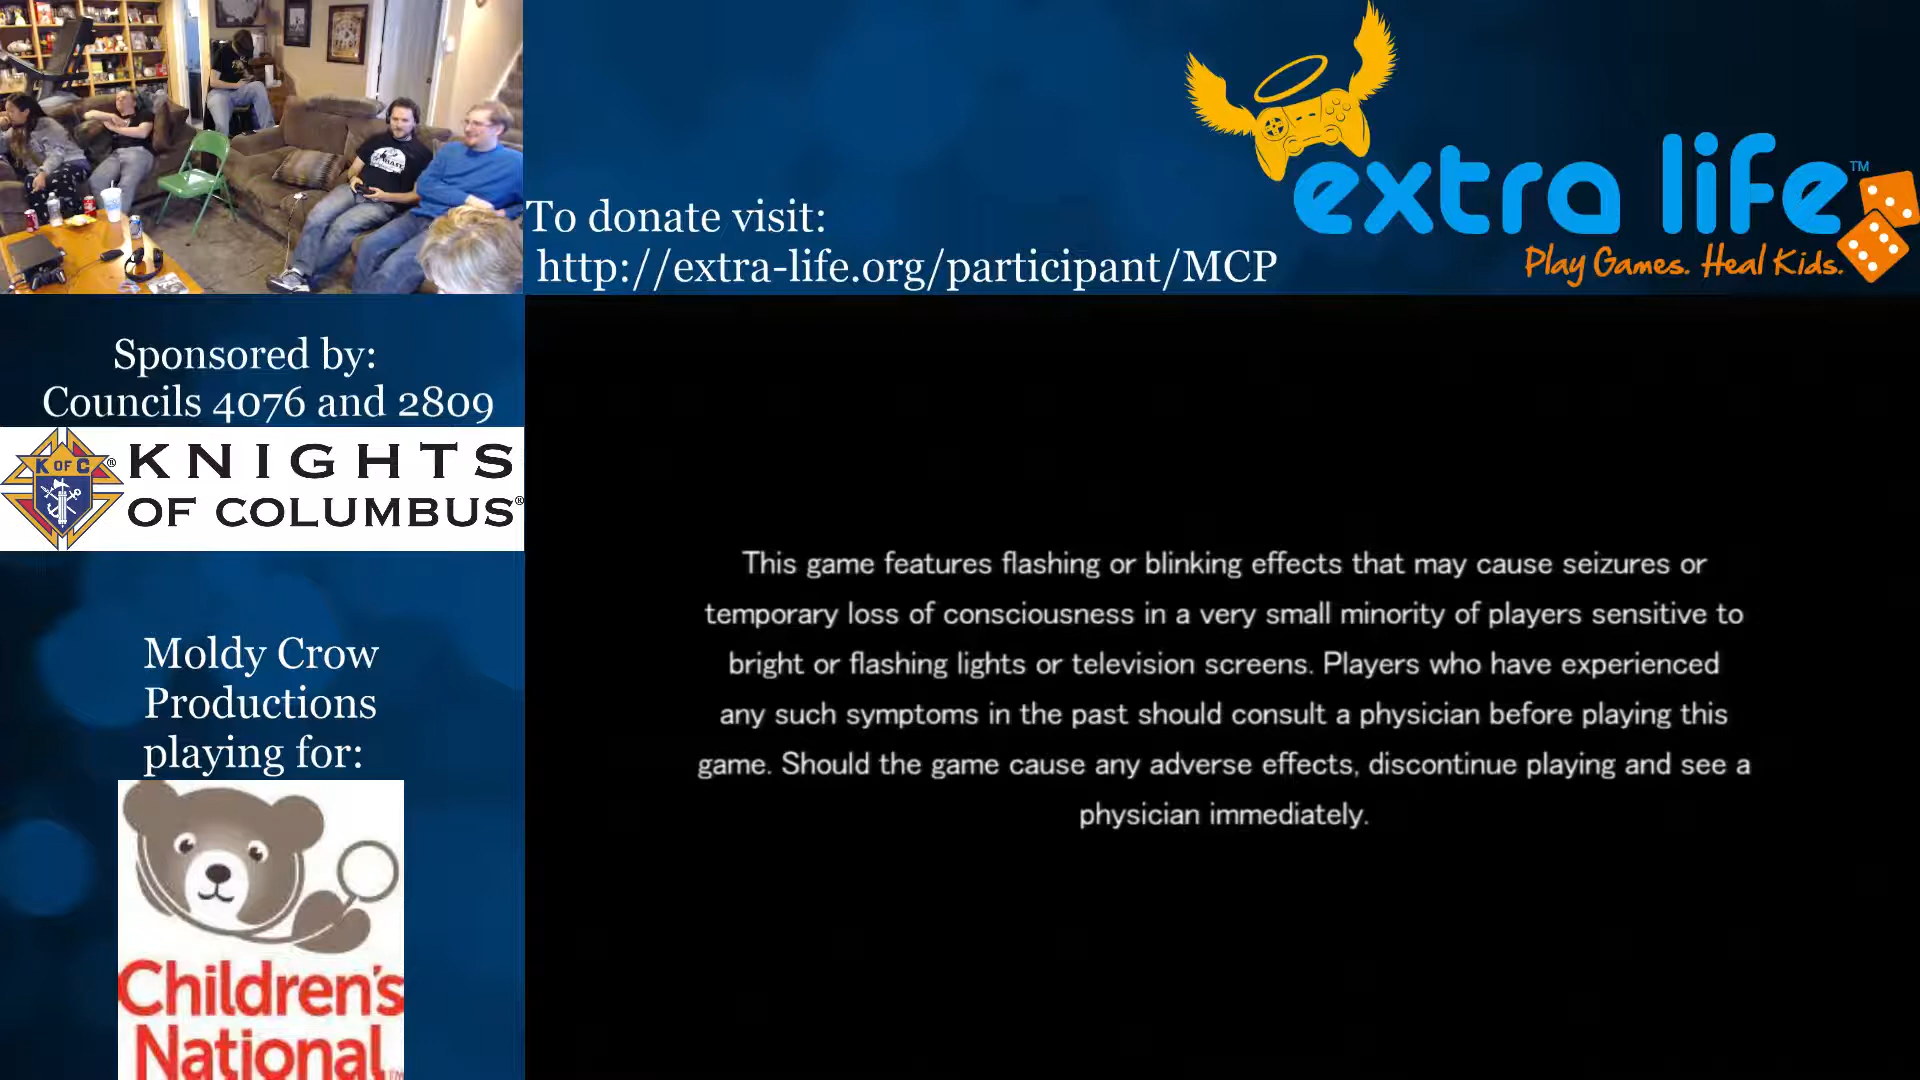 extra life™
Play Games. Heal Kids.
To donate visit:
http://extra-life.org/participant/MCP
Sponsored by:
Councils 4076 and 2809
K OF C®
KNIGHTS
OF COLUMBUS®
Moldy Crow
Productions
playing for:
Children's
National™
This game features flashing or blinking effects that may cause seizures or
temporary loss of consciousness in a very small minority of players sensitive to
bright or flashing lights or television screens. Players who have experienced
any such symptoms in the past should consult a physician before playing this
game. Should the game cause any adverse effects, discontinue playing and see a
physician immediately.